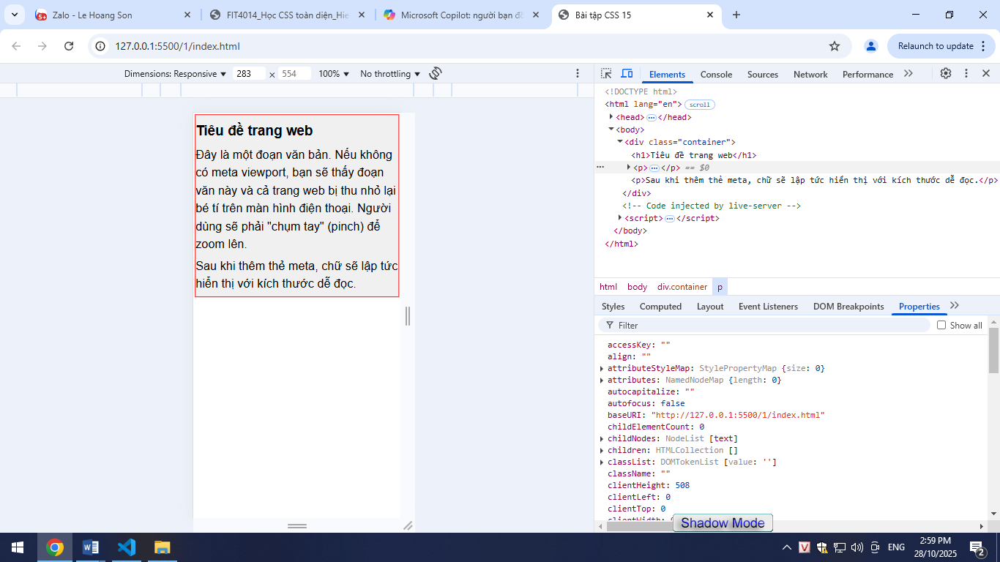 Zalo - Le Hoang Son
FIT4014_Học CSS toàn diện_Hie
Microsoft Copilot: người bạn đồ
Bài tập CSS 15
127.0.0.1:5500/1/index.html
Relaunch to update
Dimensions: Responsive 283 × 554 100% No throttling
Tiêu đề trang web
Đây là một đoạn văn bản. Nếu không
có meta viewport, bạn sẽ thấy đoạn
văn này và cả trang web bị thu nhỏ lại
bé tí trên màn hình điện thoại. Người
dùng sẽ phải "chụm tay" (pinch) để
zoom lên.
Sau khi thêm thẻ meta, chữ sẽ lập tức
hiển thị với kích thước dễ đọc.
Elements Console Sources Network Performance
<!DOCTYPE html>
<html lang="en"> scroll
<head> … </head>
<body>
<div class="container">
<h1>Tiêu đề trang web</h1>
<p> … </p> == $0
<p>Sau khi thêm thẻ meta, chữ sẽ lập tức hiển thị với kích thước dễ đọc.</p>
</div>
<!-- Code injected by live-server -->
<script> … </script>
</body>
</html>
html body div.container p
Styles Computed Layout Event Listeners DOM Breakpoints Properties
Filter Show all
accessKey: ""
align: ""
attributeStyleMap: StylePropertyMap {size: 0}
attributes: NamedNodeMap {length: 0}
autocapitalize: ""
autofocus: false
baseURI: "http://127.0.0.1:5500/1/index.html"
childElementCount: 0
childNodes: NodeList [text]
children: HTMLCollection []
classList: DOMTokenList [value: '']
className: ""
clientHeight: 508
clientLeft: 0
clientTop: 0
Shadow Mode
ENG
2:59 PM
28/10/2025
2